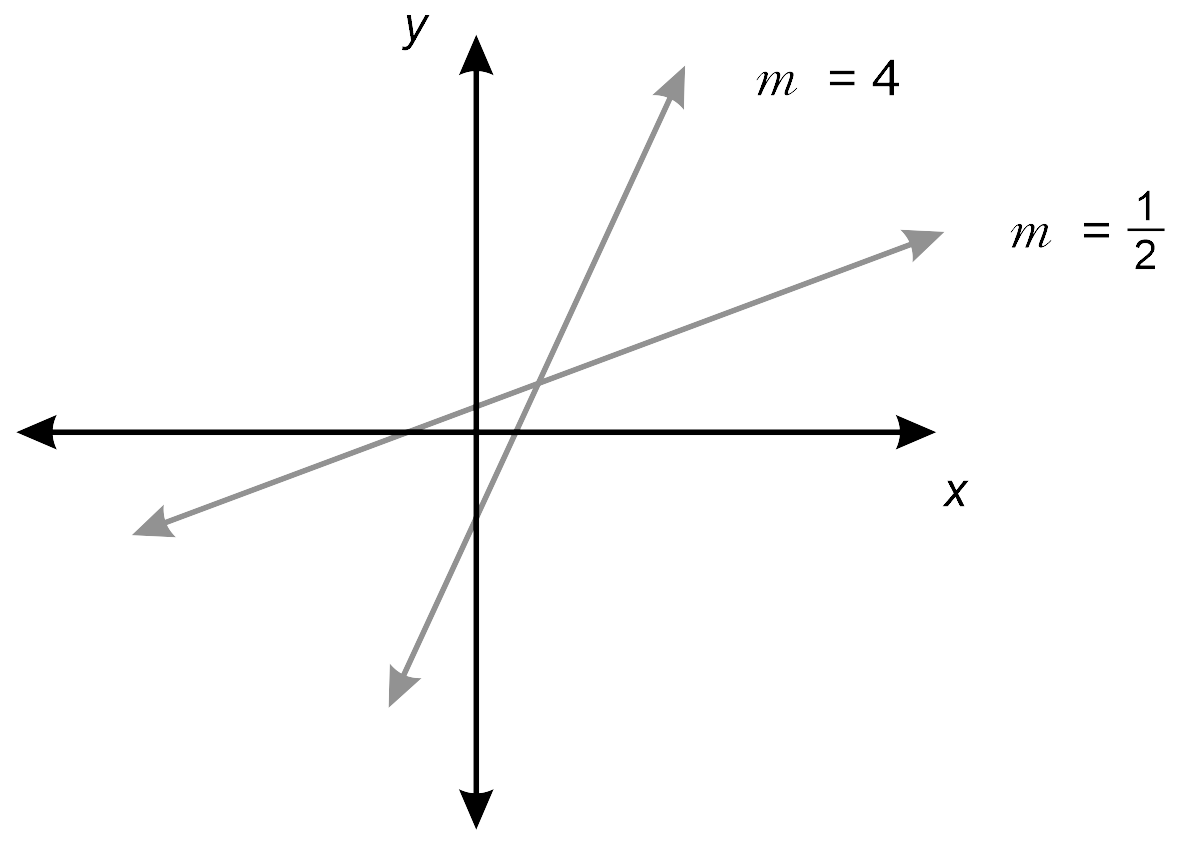 y
m = 4
m = 1/2
x